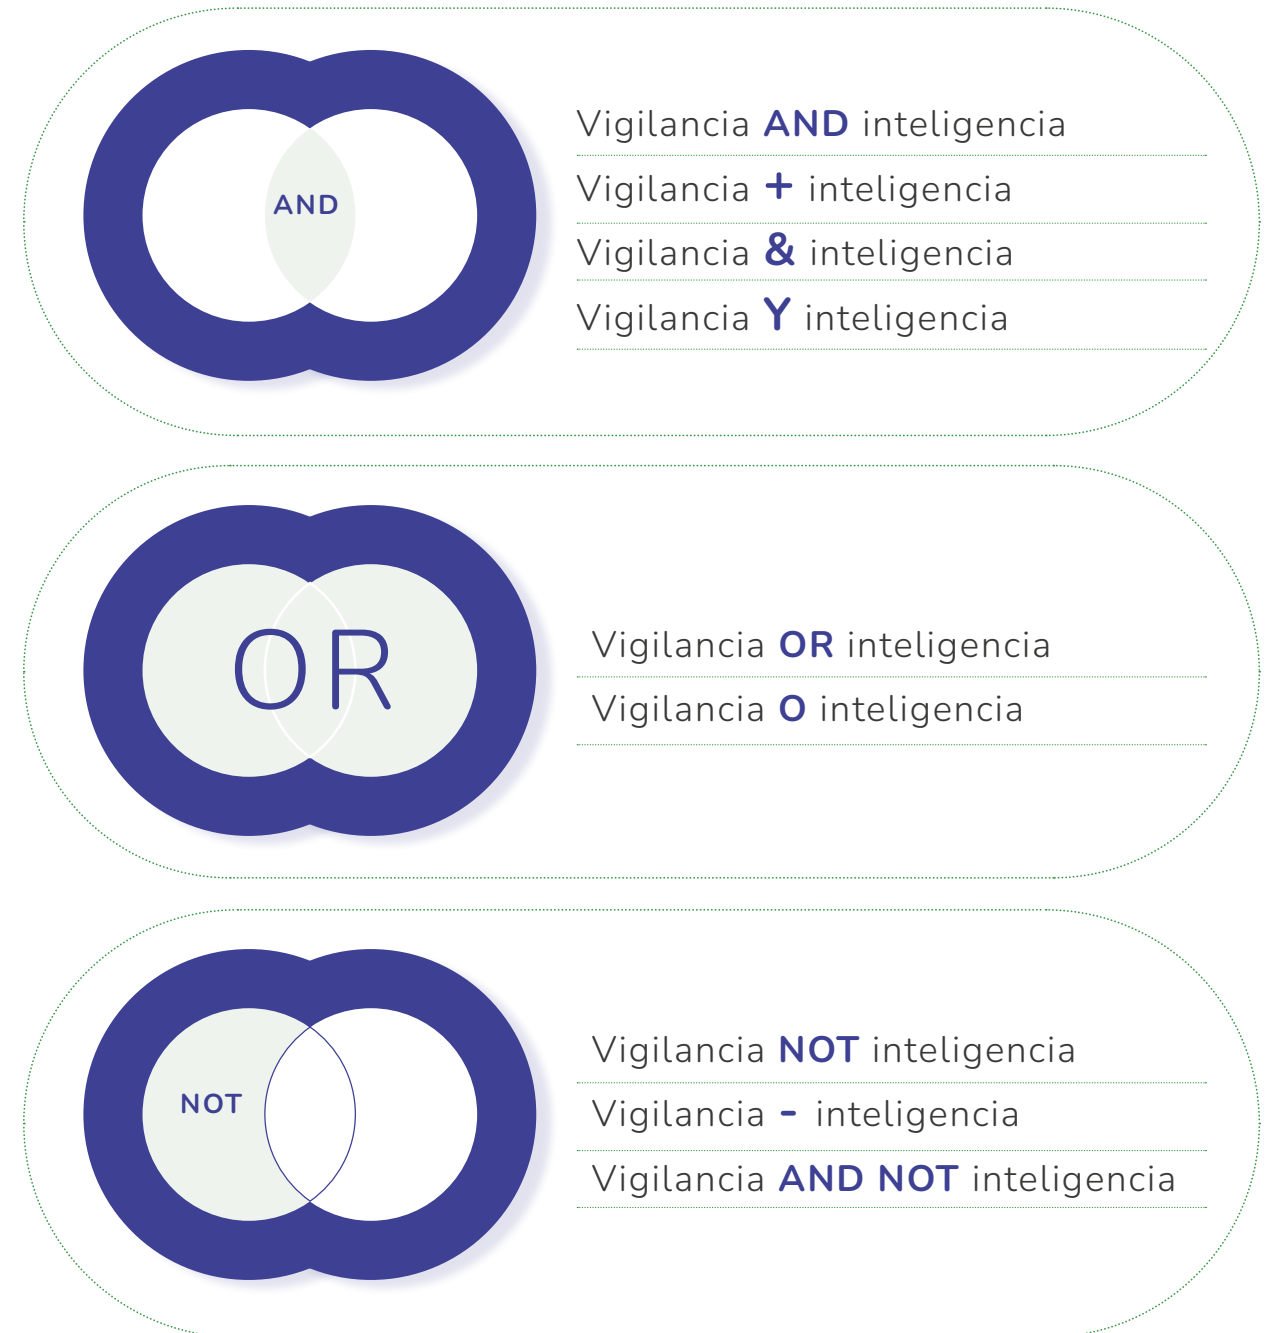 AND
Vigilancia AND inteligencia
Vigilancia + inteligencia
Vigilancia & inteligencia
Vigilancia Y inteligencia
OR
Vigilancia OR inteligencia
Vigilancia O inteligencia
NOT
Vigilancia NOT inteligencia
Vigilancia - inteligencia
Vigilancia AND NOT inteligencia